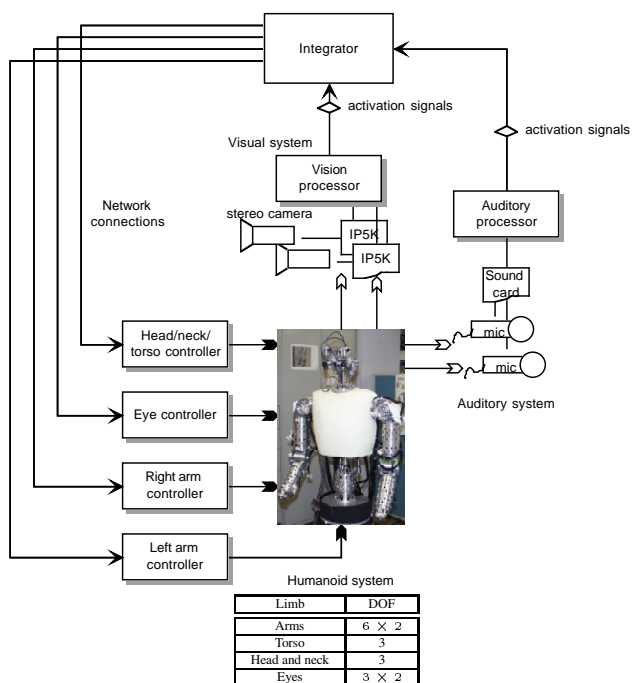 Integrator
activation signals
activation signals
Visual system
Vision
processor
Auditory
processor
Network
connections
stereo camera
IP5K
IP5K
Sound
card
mic
mic
Head/neck/
torso controller
Auditory system
Eye controller
Right arm
controller
Left arm
controller
Humanoid system
Limb DOF
Arms 6 × 2
Torso 3
Head and neck 3
Eyes 3 × 2